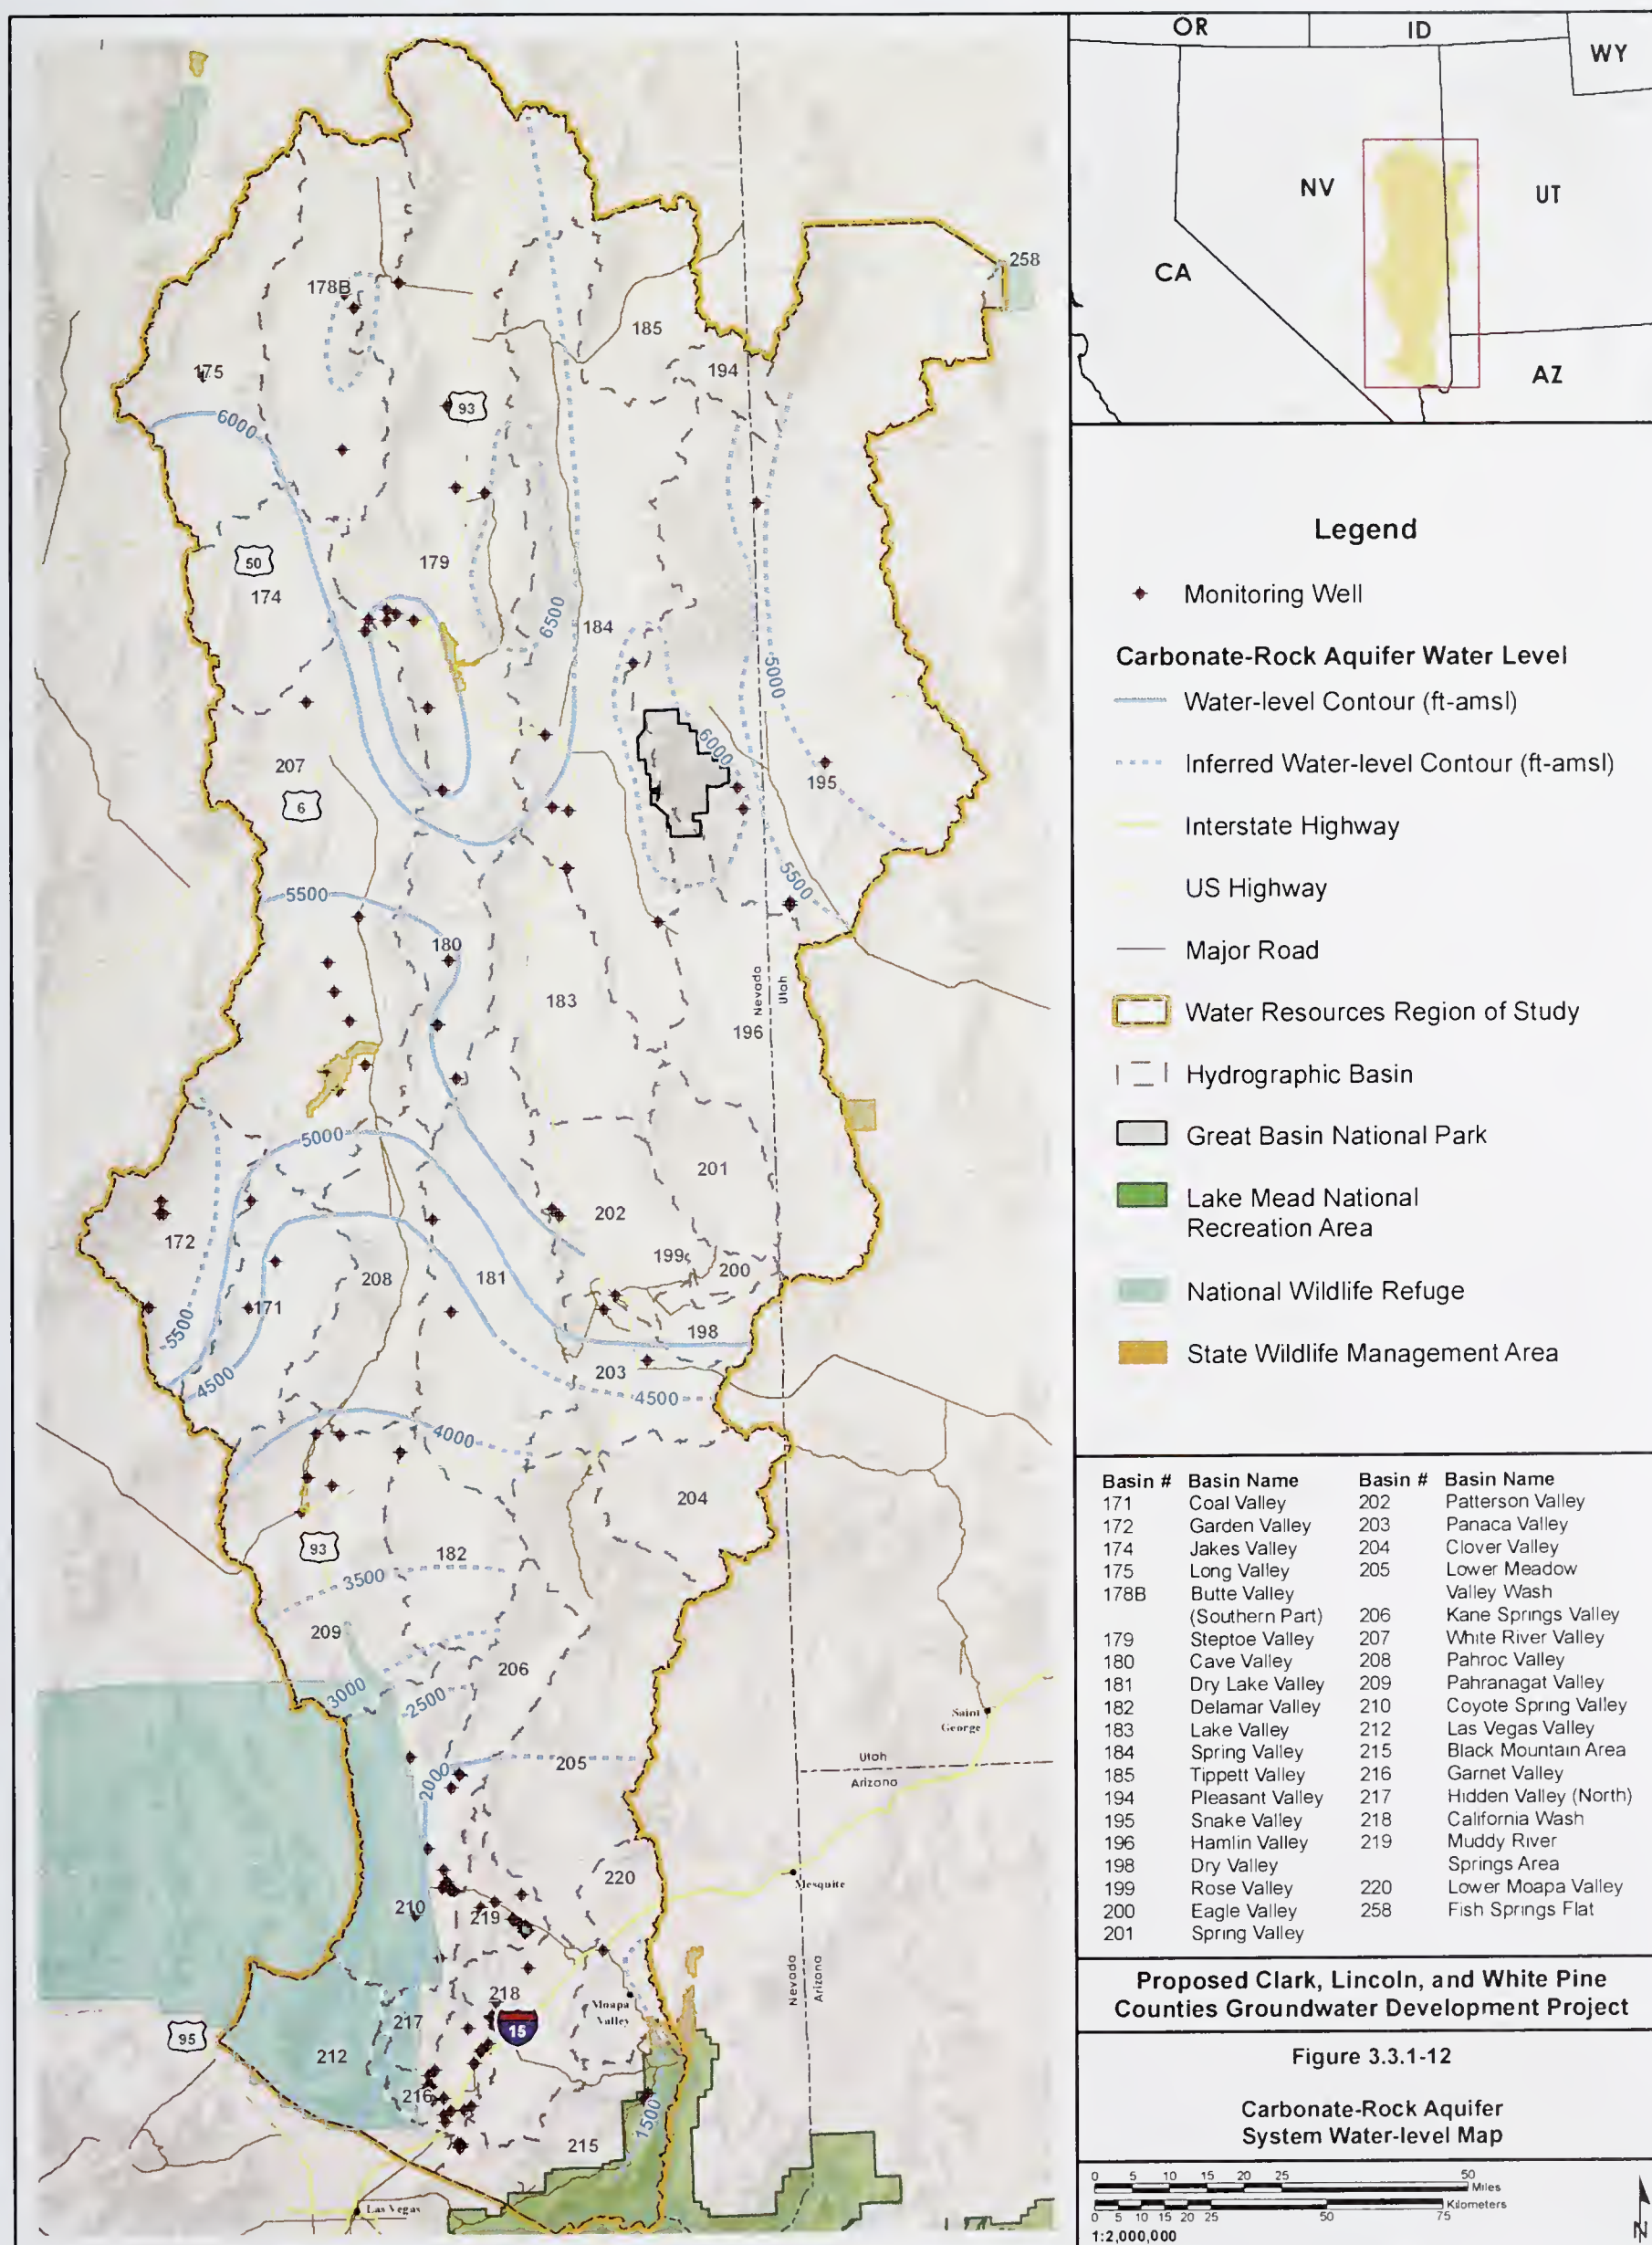 OR
ID
WY
NV
UT
CA
AZ
258
178B
185
175
194
93
6000
50
174
179
6500
184
5000
6000
195
207
6
5500
5500
180
183
Nevada
Utah
196
5000
201
172
202
199
200
208
181
171
5500
198
203
4500
4500
4000
204
93
182
3500
209
206
3000
2500
Saint
George
205
Utah
Arizona
2000
220
Mesquite
210
219
Nevada
Arizona
218
Moapa
Valley
217
15
95
212
216
1500
215
Las Vegas
Legend
Monitoring Well
Carbonate-Rock Aquifer Water Level
Water-level Contour (ft-amsl)
Inferred Water-level Contour (ft-amsl)
Interstate Highway
US Highway
Major Road
Water Resources Region of Study
Hydrographic Basin
Great Basin National Park
Lake Mead National
Recreation Area
National Wildlife Refuge
State Wildlife Management Area
Basin # Basin Name Basin # Basin Name
171 Coal Valley 202 Patterson Valley
172 Garden Valley 203 Panaca Valley
174 Jakes Valley 204 Clover Valley
175 Long Valley 205 Lower Meadow
178B Butte Valley Valley Wash
(Southern Part) 206 Kane Springs Valley
179 Steptoe Valley 207 White River Valley
180 Cave Valley 208 Pahroc Valley
181 Dry Lake Valley 209 Pahranagat Valley
182 Delamar Valley 210 Coyote Spring Valley
183 Lake Valley 212 Las Vegas Valley
184 Spring Valley 215 Black Mountain Area
185 Tippett Valley 216 Garnet Valley
194 Pleasant Valley 217 Hidden Valley (North)
195 Snake Valley 218 California Wash
196 Hamlin Valley 219 Muddy River
198 Dry Valley Springs Area
199 Rose Valley 220 Lower Moapa Valley
200 Eagle Valley 258 Fish Springs Flat
201 Spring Valley
Proposed Clark, Lincoln, and White Pine
Counties Groundwater Development Project
Figure 3.3.1-12
Carbonate-Rock Aquifer
System Water-level Map
0 5 10 15 20 25 50
Miles
Kilometers
0 5 10 15 20 25 50 75
1:2,000,000
N